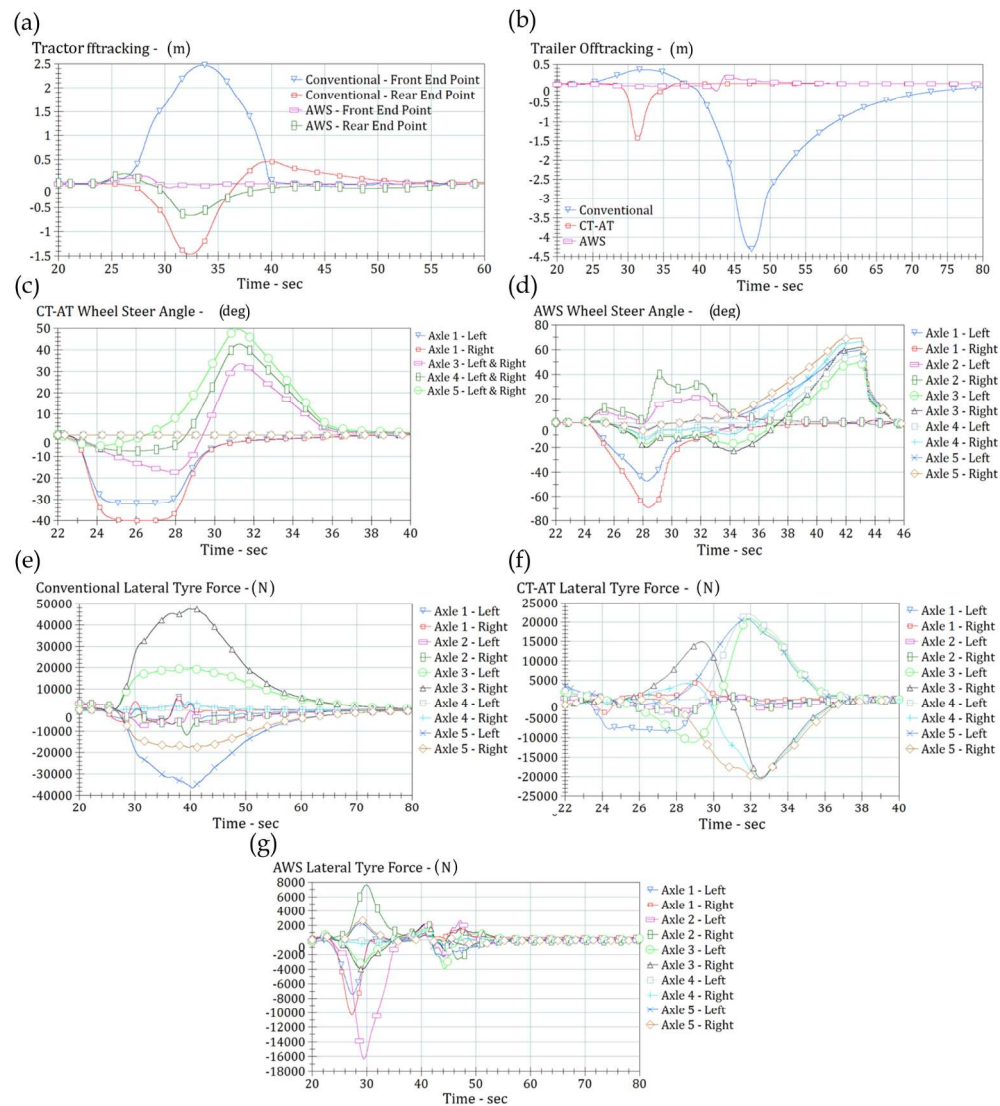 (a)
Tractor fftracking - (m)
2.5
2
1.5
1
0.5
0
-0.5
-1
-1.5
20 25 30 35 40 45 50 55 60
Time - sec
Conventional - Front End Point
Conventional - Rear End Point
AWS - Front End Point
AWS - Rear End Point
(b)
Trailer Offtracking - (m)
0.5
0
-0.5
-1
-1.5
-2
-2.5
-3
-3.5
-4
-4.5
20 25 30 35 40 45 50 55 60 65 70 75 80
Time - sec
Conventional
CT-AT
AWS
(c)
CT-AT Wheel Steer Angle - (deg)
50
40
30
20
10
0
-10
-20
-30
-40
22 24 26 28 30 32 34 36 38 40
Time - sec
Axle 1 - Left
Axle 1 - Right
Axle 3 - Left & Right
Axle 4 - Left & Right
Axle 5 - Left & Right
(d)
AWS Wheel Steer Angle - (deg)
80
60
40
20
0
-20
-40
-60
-80
22 24 26 28 30 32 34 36 38 40 42 44 46
Time - sec
Axle 1 - Left
Axle 1 - Right
Axle 2 - Left
Axle 2 - Right
Axle 3 - Left
Axle 3 - Right
Axle 4 - Left
Axle 4 - Right
Axle 5 - Left
Axle 5 - Right
(e)
Conventional Lateral Tyre Force - (N)
50000
40000
30000
20000
10000
0
-10000
-20000
-30000
-40000
20 30 40 50 60 70 80
Time - sec
Axle 1 - Left
Axle 1 - Right
Axle 2 - Left
Axle 2 - Right
Axle 3 - Left
Axle 3 - Right
Axle 4 - Left
Axle 4 - Right
Axle 5 - Left
Axle 5 - Right
(f)
CT-AT Lateral Tyre Force - (N)
25000
20000
15000
10000
5000
0
-5000
-10000
-15000
-20000
-25000
22 24 26 28 30 32 34 36 38 40
Time - sec
Axle 1 - Left
Axle 1 - Right
Axle 2 - Left
Axle 2 - Right
Axle 3 - Left
Axle 3 - Right
Axle 4 - Left
Axle 4 - Right
Axle 5 - Left
Axle 5 - Right
(g)
AWS Lateral Tyre Force - (N)
8000
6000
4000
2000
0
-2000
-4000
-6000
-8000
-10000
-12000
-14000
-16000
-18000
20 30 40 50 60 70 80
Time - sec
Axle 1 - Left
Axle 1 - Right
Axle 2 - Left
Axle 2 - Right
Axle 3 - Left
Axle 3 - Right
Axle 4 - Left
Axle 4 - Right
Axle 5 - Left
Axle 5 - Right